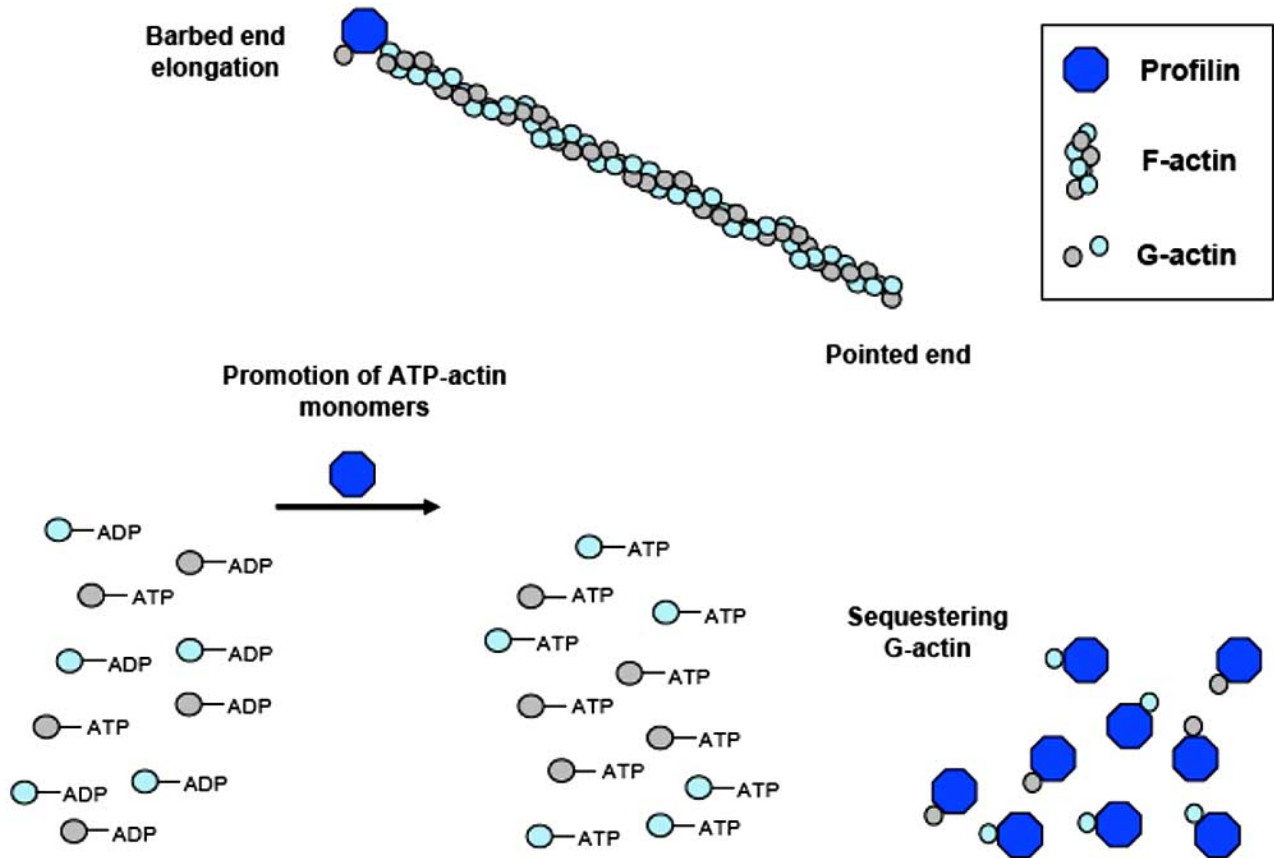 Barbed end
elongation
Profilin
F-actin
G-actin
Pointed end
Promotion of ATP-actin
monomers
ADP
ADP
ATP
ADP
ADP
ADP
ATP
ADP
ADP
ADP
ATP
ATP
ATP
ATP
ATP
ATP
ATP
ATP
ATP
ATP
ATP
Sequestering
G-actin